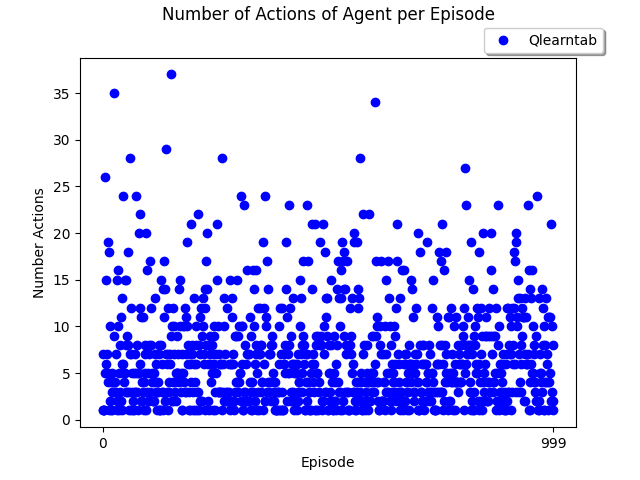 Number of Actions of Agent per Episode
Qlearntab
35
30
25
20
15
10
5
0
Number Actions
0 999
Episode